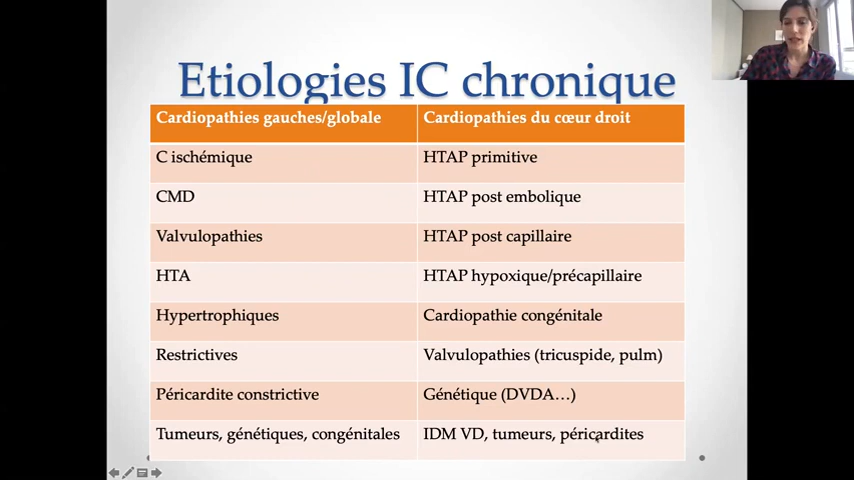 Etiologies IC chronique
Cardiopathies gauches/globale Cardiopathies du cœur droit
C ischémique HTAP primitive
CMD HTAP post embolique
Valvulopathies HTAP post capillaire
HTA HTAP hypoxique/précapillaire
Hypertrophiques Cardiopathie congénitale
Restrictives Valvulopathies (tricuspide, pulm)
Péricardite constrictive Génétique (DVDA...)
Tumeurs, génétiques, congénitales IDM VD, tumeurs, péricardites